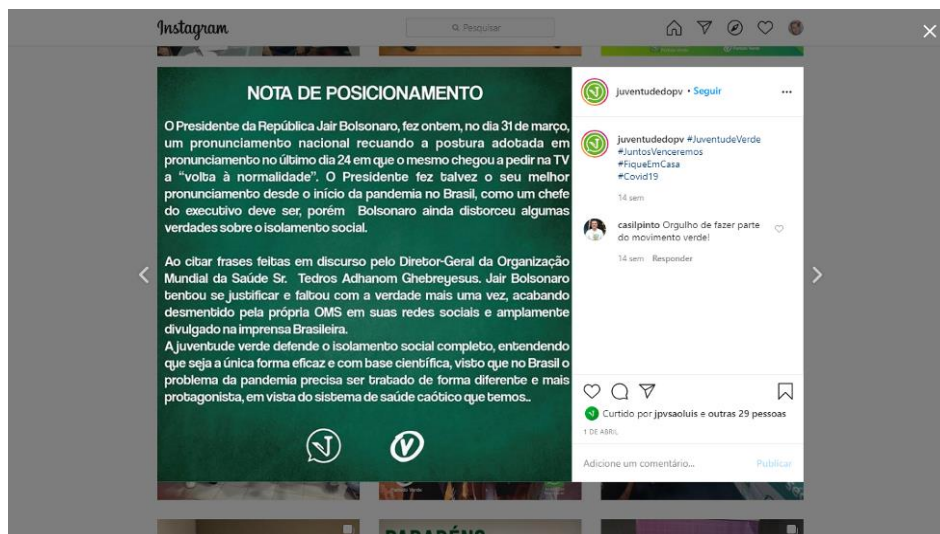 Instagram
Pesquisar
NOTA DE POSICIONAMENTO
O Presidente da República Jair Bolsonaro, fez ontem, no dia 31 de março,
um pronunciamento nacional recuando a postura adotada em
pronunciamento no último dia 24 em que o mesmo chegou a pedir na TV
a “volta à normalidade”. O Presidente fez talvez o seu melhor
pronunciamento desde o início da pandemia no Brasil, como um chefe
do executivo deve ser, porém Bolsonaro ainda distorceu algumas
verdades sobre o isolamento social.
Ao citar frases feitas em discurso pelo Diretor-Geral da Organização
Mundial da Saúde Sr. Tedros Adhanom Ghebreyesus. Jair Bolsonaro
tentou se justificar e faltou com a verdade mais uma vez, acabando
desmentido pela própria OMS em suas redes sociais e amplamente
divulgado na imprensa Brasileira.
A juventude verde defende o isolamento social completo, entendendo
que seja a única forma eficaz e com base científica, visto que no Brasil o
problema da pandemia precisa ser tratado de forma diferente e mais
protagonista, em vista do sistema de saúde caótico que temos..
juventudedopv • Seguir
juventudedopv #JuventudeVerde
#JuntosVenceremos
#FiqueEmCasa
#Covid19
14 sem
casilpinto Orgulho de fazer parte
do movimento verde!
14 sem Responder
Curtido por jpvsaoluis e outras 29 pessoas
1 DE ABRIL
Adicione um comentário... Publicar
PARABÉNS